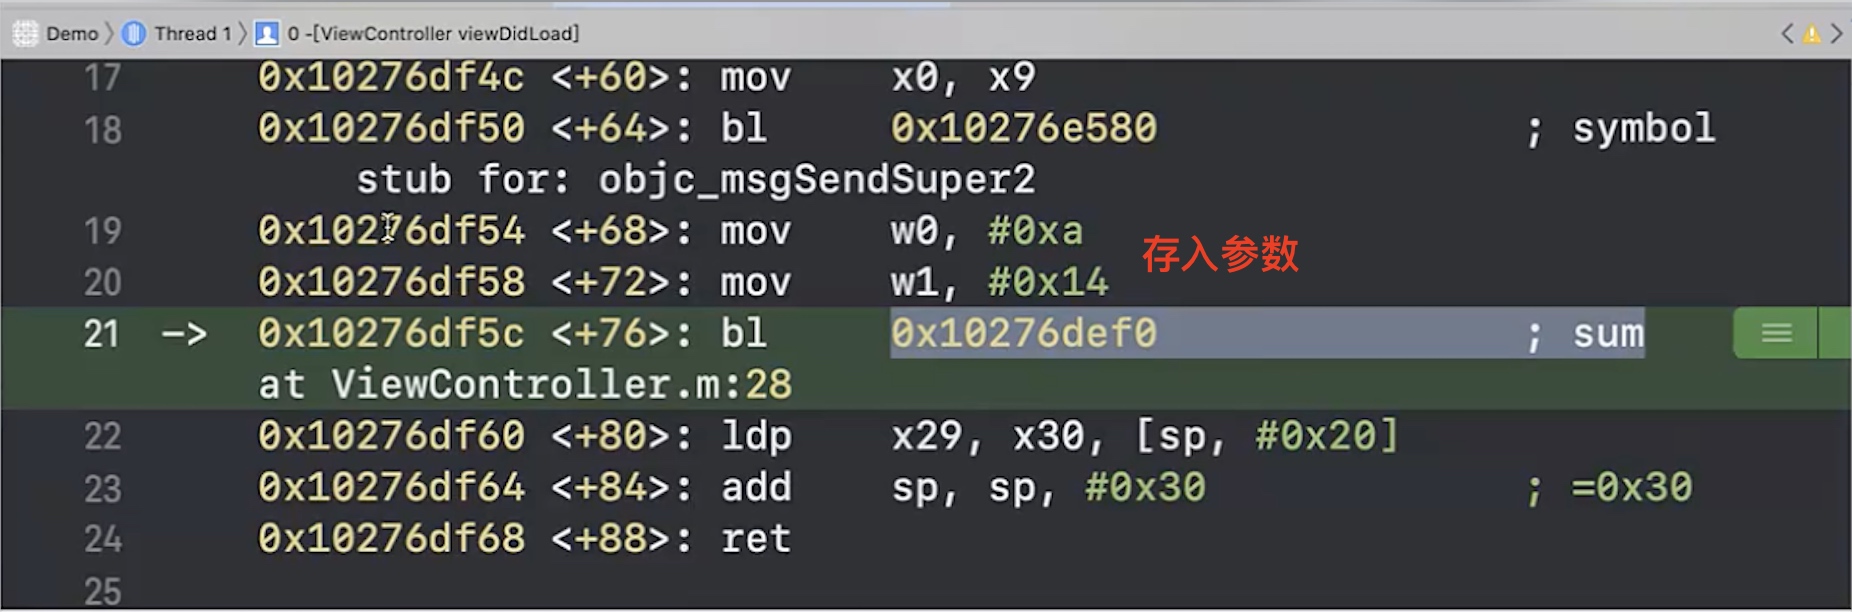 Demo 〉 Thread 1 〉 0 -[ViewController viewDidLoad]
17 0x10276df4c <+60>: mov x0, x9
18 0x10276df50 <+64>: bl 0x10276e580 ; symbol
stub for: objc_msgSendSuper2
19 0x10276df54 <+68>: mov w0, #0xa
存入参数
20 0x10276df58 <+72>: mov w1, #0x14
21 -> 0x10276df5c <+76>: bl 0x10276def0 ; sum
at ViewController.m:28
22 0x10276df60 <+80>: ldp x29, x30, [sp, #0x20]
23 0x10276df64 <+84>: add sp, sp, #0x30 ; =0x30
24 0x10276df68 <+88>: ret
25